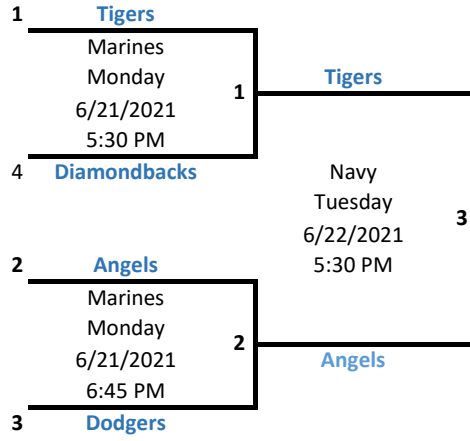 1 Tigers
Marines
Monday
6/21/2021
5:30 PM
1
4 Diamondbacks
Tigers
Navy
Tuesday
6/22/2021
5:30 PM
3
2 Angels
Marines
Monday
6/21/2021
6:45 PM
2
3 Dodgers
Angels